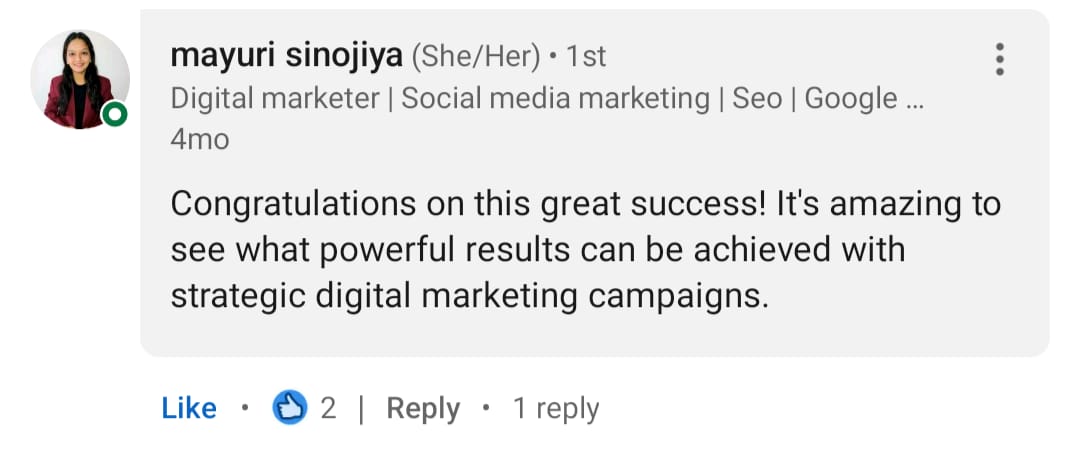 mayuri sinojiya (She/Her) • 1st
Digital marketer | Social media marketing | Seo | Google ...
4mo
Congratulations on this great success! It's amazing to
see what powerful results can be achieved with
strategic digital marketing campaigns.
Like • 2 | Reply • 1 reply